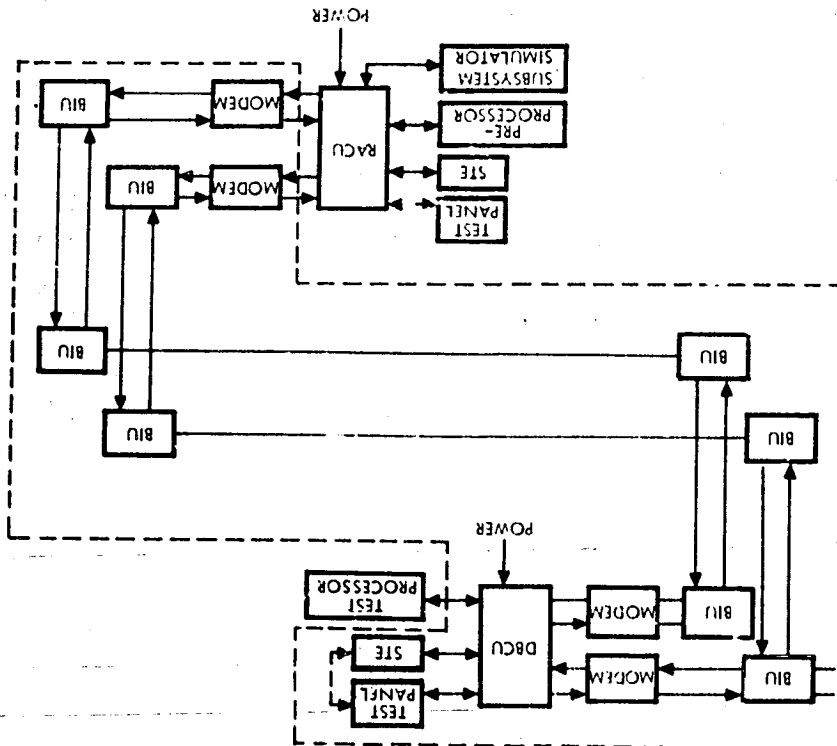 BIU
MODEM
TEST
PANEL
DBCU
STE
BIU
MODEM
TEST
PROCESSOR
POWER
BIU
BIU
BIU
BIU
TEST
PANEL
STE
MODEM
BIU
RACU
PRE-
PROCESSOR
MODEM
BIU
SUBSYSTEM
SIMULATOR
POWER